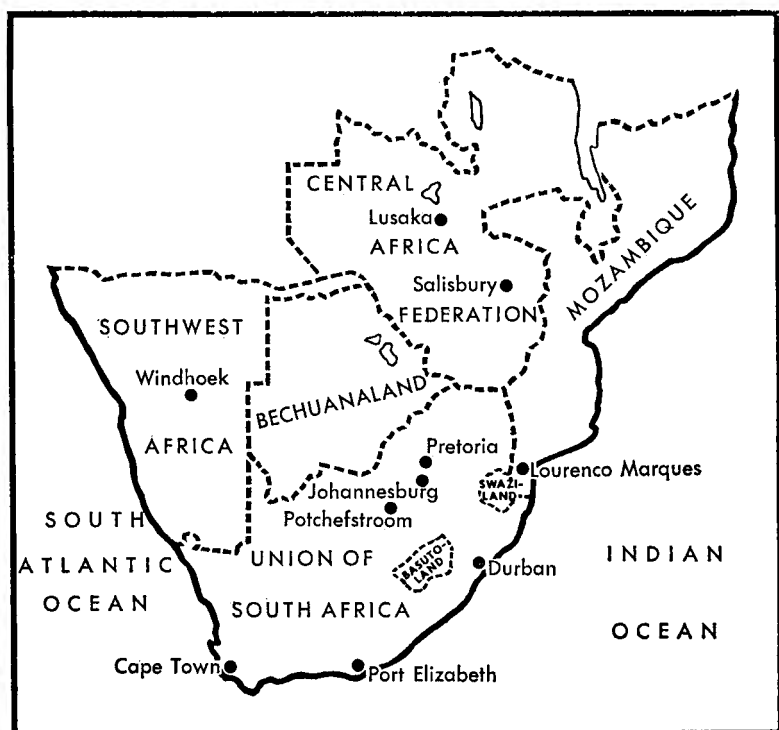 CENTRAL
Lusaka
AFRICA
Salisbury
FEDERATION
MOZAMBIQUE
SOUTHWEST
Windhoek
AFRICA
BECHUANALAND
Pretoria
Johannesburg
Potchefstroom
Lourenco Marques
SWAZI-
LAND
BASUTO-
LAND
UNION OF
SOUTH AFRICA
Durban
SOUTH
ATLANTIC
OCEAN
INDIAN
OCEAN
Cape Town
Port Elizabeth